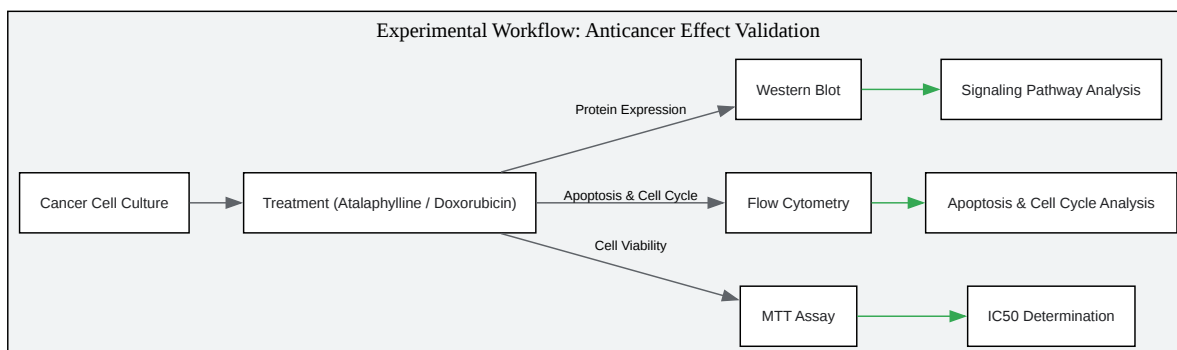 Experimental Workflow: Anticancer Effect Validation
Western Blot
Signaling Pathway Analysis
Protein Expression
Cancer Cell Culture
Treatment (Atalaphylline / Doxorubicin)
Apoptosis & Cell Cycle
Flow Cytometry
Apoptosis & Cell Cycle Analysis
Cell Viability
MTT Assay
IC50 Determination